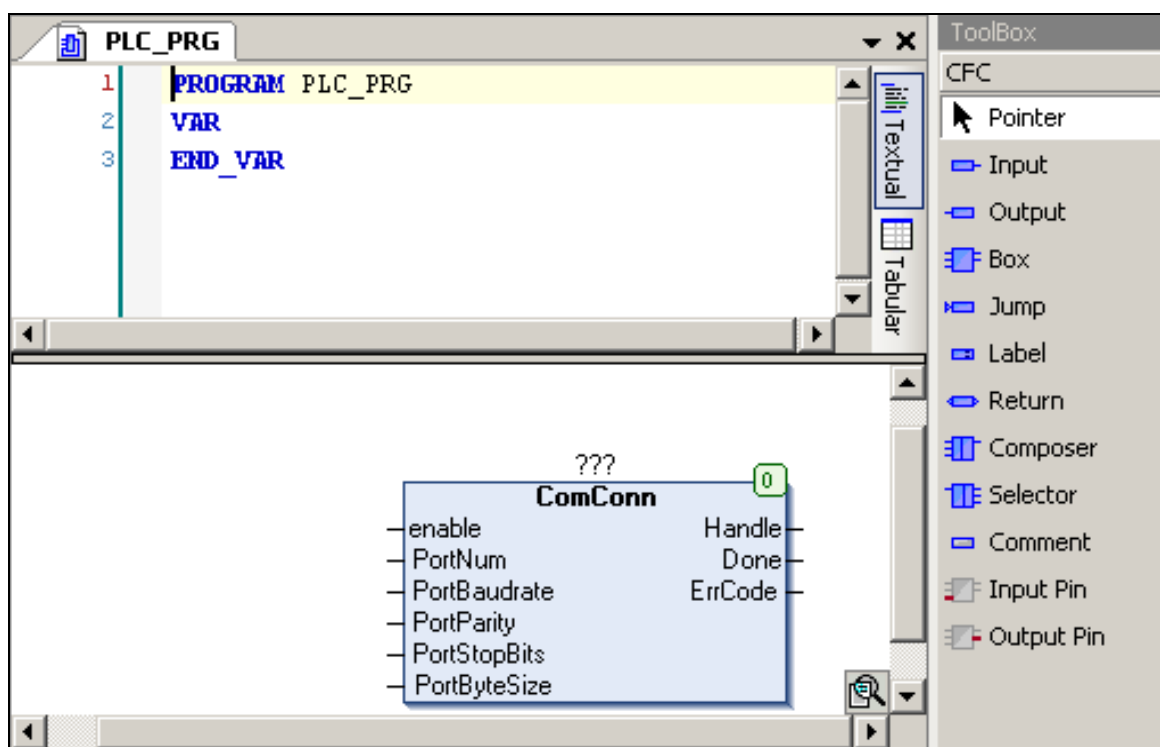 PLC_PRG
1 PROGRAM PLC_PRG
2 VAR
3 END_VAR
Textual
Tabular
???
0
ComConn
enable Handle
PortNum Done
PortBaudrate ErrCode
PortParity
PortStopBits
PortByteSize
ToolBox
CFC
Pointer
Input
Output
Box
Jump
Label
Return
Composer
Selector
Comment
Input Pin
Output Pin